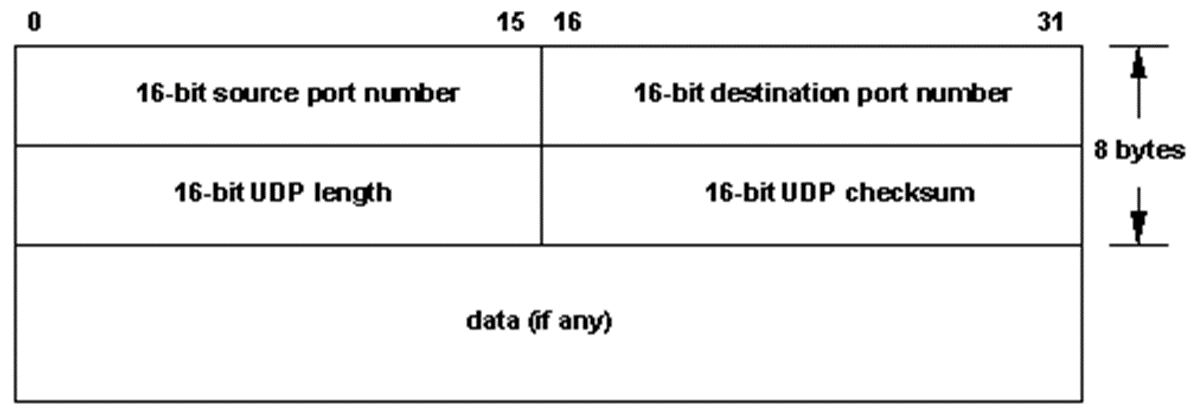 0 15 16 31
16-bit source port number 16-bit destination port number
8 bytes
16-bit UDP length 16-bit UDP checksum
data (if any)